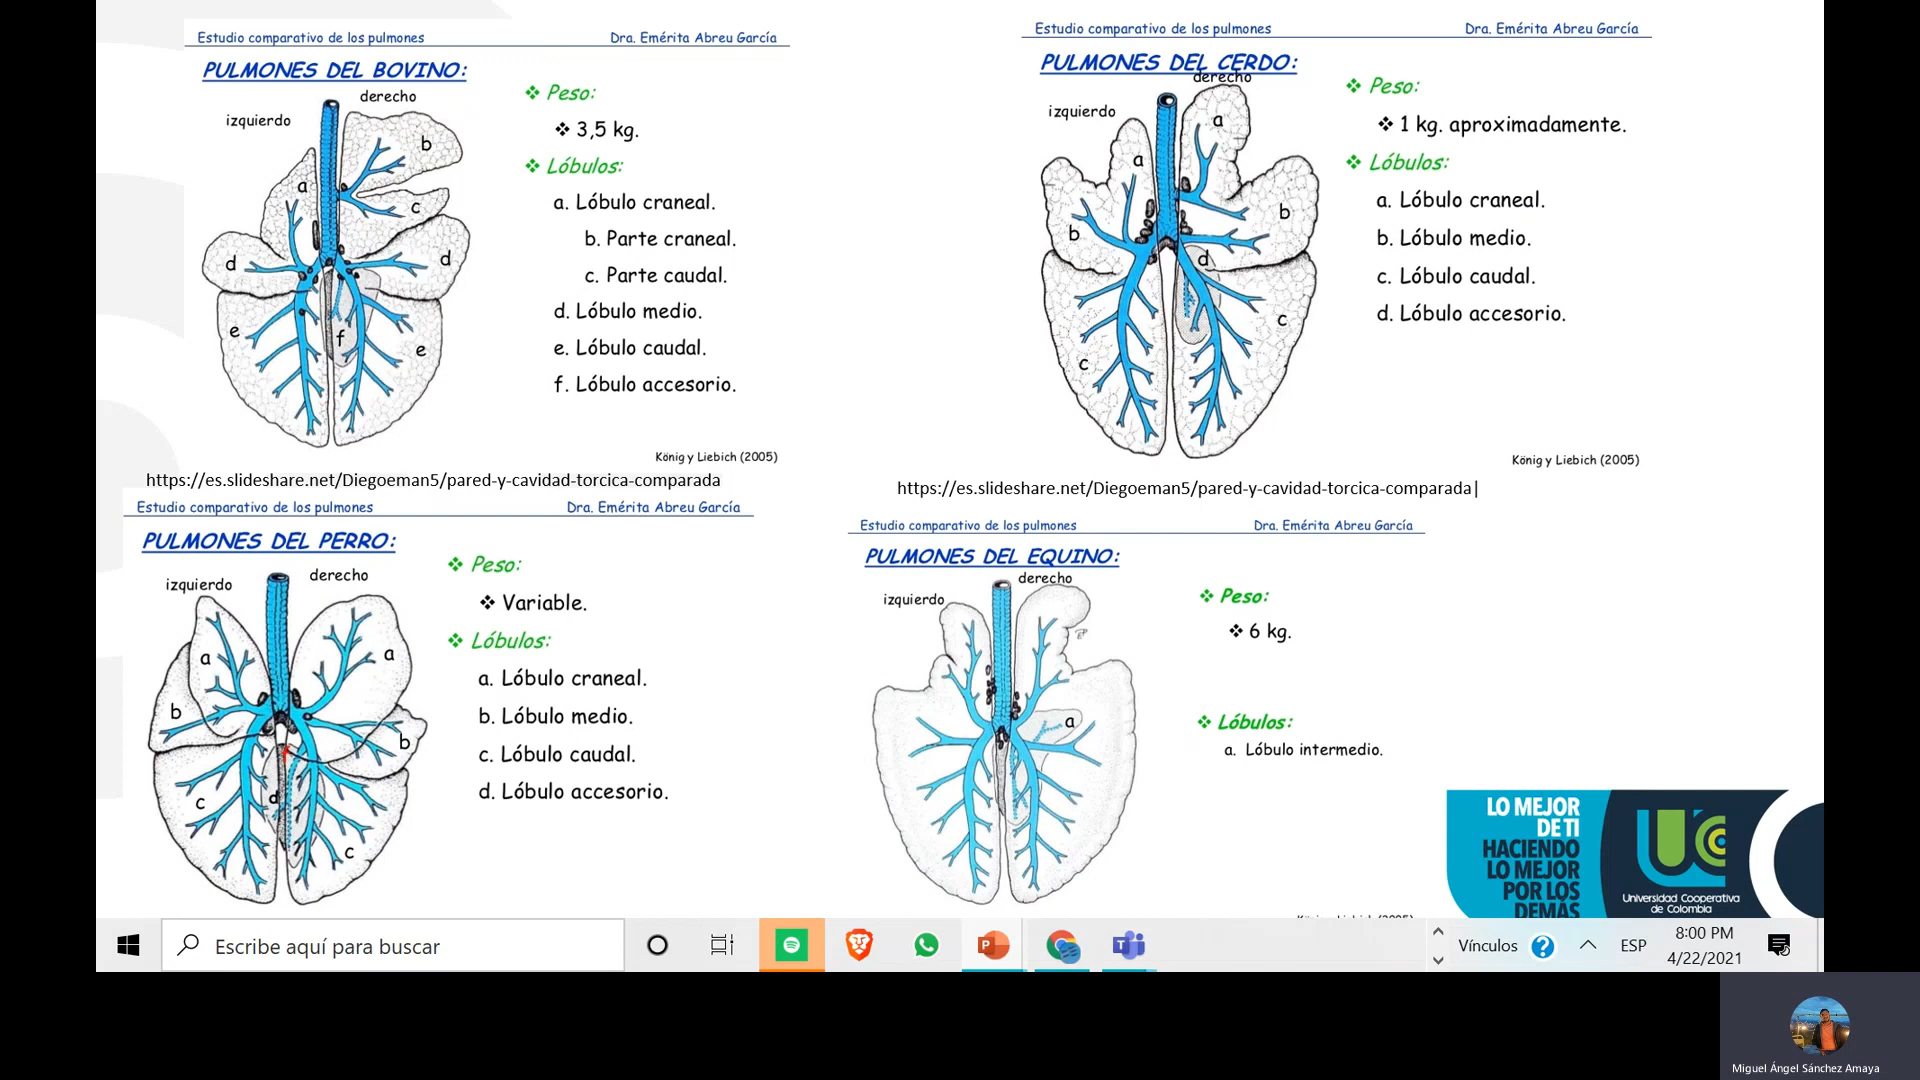 Estudio comparativo de los pulmones
Dra. Emérita Abreu García
PULMONES DEL BOVINO:
izquierdo
derecho
a
b
c
d
d
e
e
f
❖ Peso:
❖ 3,5 kg.
❖ Lóbulos:
a. Lóbulo craneal.
b. Parte craneal.
c. Parte caudal.
d. Lóbulo medio.
e. Lóbulo caudal.
f. Lóbulo accesorio.
König y Liebich (2005)
https://es.slideshare.net/Diegoeman5/pared-y-cavidad-torcica-comparada
Estudio comparativo de los pulmones
Dra. Emérita Abreu García
PULMONES DEL CERDO:
izquierdo
derecho
a
a
b
b
d
c
c
❖ Peso:
❖ 1 kg. aproximadamente.
❖ Lóbulos:
a. Lóbulo craneal.
b. Lóbulo medio.
c. Lóbulo caudal.
d. Lóbulo accesorio.
König y Liebich (2005)
https://es.slideshare.net/Diegoeman5/pared-y-cavidad-torcica-comparada
Estudio comparativo de los pulmones
Dra. Emérita Abreu García
PULMONES DEL PERRO:
izquierdo
derecho
a
a
b
b
c
d
c
❖ Peso:
❖ Variable.
❖ Lóbulos:
a. Lóbulo craneal.
b. Lóbulo medio.
c. Lóbulo caudal.
d. Lóbulo accesorio.
Estudio comparativo de los pulmones
Dra. Emérita Abreu García
PULMONES DEL EQUINO:
izquierdo
derecho
a
❖ Peso:
❖ 6 kg.
❖ Lóbulos:
a. Lóbulo intermedio.
LO MEJOR
DE TI
HACIENDO
LO MEJOR
POR LOS
DEMÁS
UCC
Universidad Cooperativa
de Colombia
Escribe aquí para buscar
Vínculos
ESP
8:00 PM
4/22/2021
Miguel Ángel Sánchez Amaya